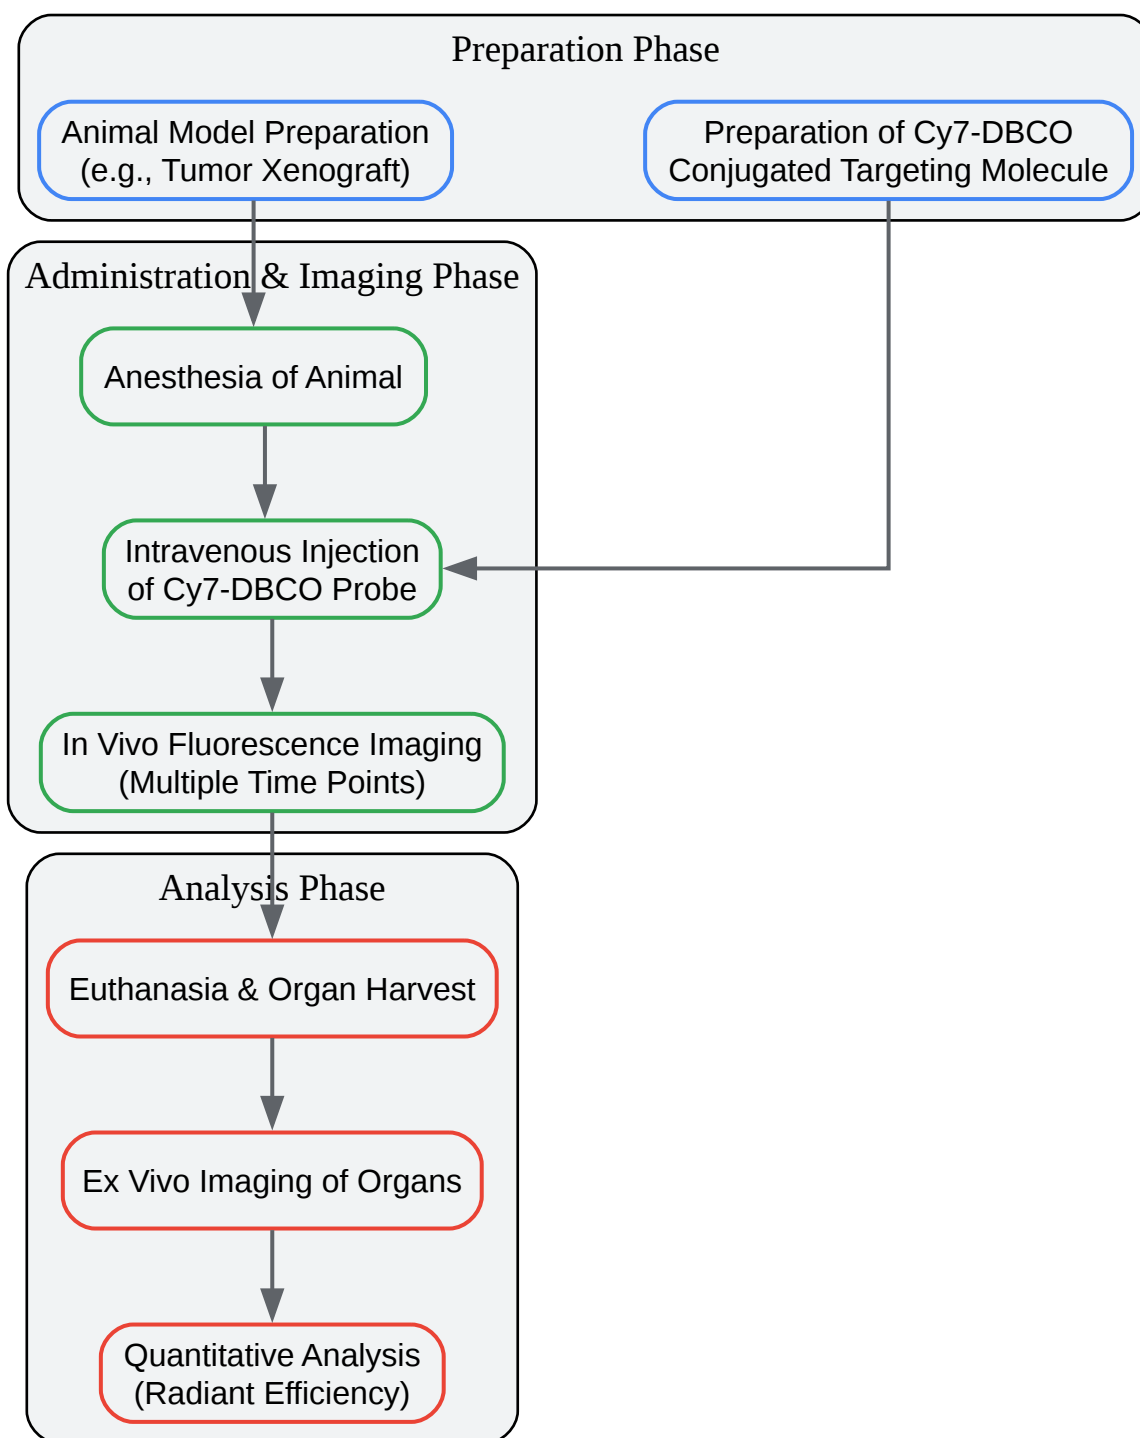 Preparation Phase
Animal Model Preparation
(e.g., Tumor Xenograft)
Preparation of Cy7-DBCO
Conjugated Targeting Molecule
Administration & Imaging Phase
Anesthesia of Animal
Intravenous Injection
of Cy7-DBCO Probe
In Vivo Fluorescence Imaging
(Multiple Time Points)
Analysis Phase
Euthanasia & Organ Harvest
Ex Vivo Imaging of Organs
Quantitative Analysis
(Radiant Efficiency)